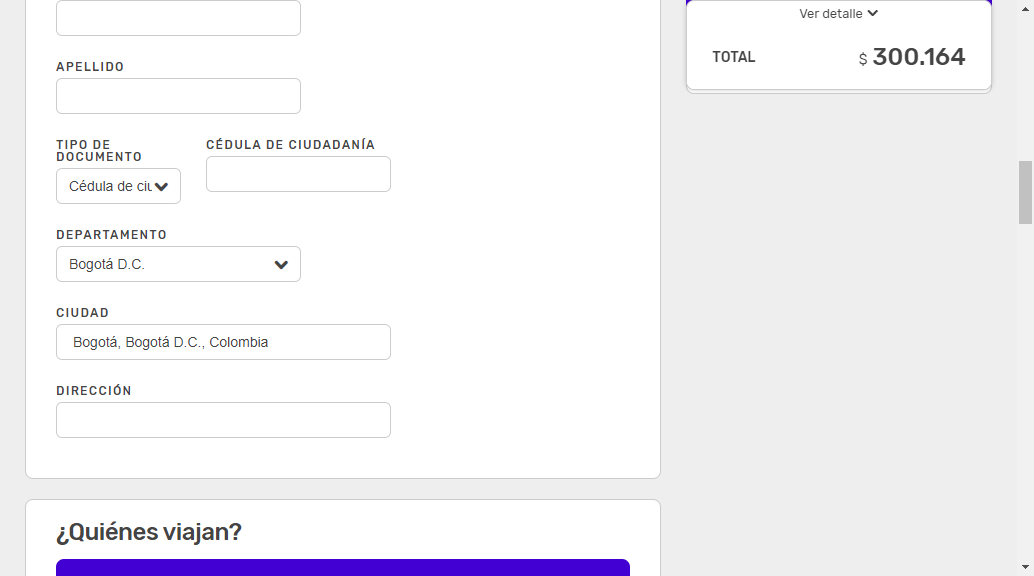 Ver detalle
TOTAL
$ 300.164
APELLIDO
TIPO DE
DOCUMENTO
CÉDULA DE CIUDADANÍA
Cédula de ciu
DEPARTAMENTO
Bogotá D.C.
CIUDAD
Bogotá, Bogotá D.C., Colombia
DIRECCIÓN
¿Quiénes viajan?